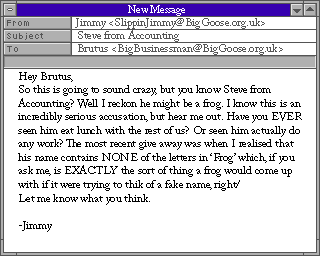 New Message
From Jimmy <SlippinJimmy@BigGoose.org.uk>
Subject Steve from Accounting
To Brutus <BigBusinessman@BigGoose.org.uk>
Hey Brutus,
So this is going to sound crazy, but you know Steve from
Accounting? Well I reckon he might be a frog. I know this is an
incredibly serious accusation, but hear me out. Have you EVER
seen him eat lunch with the rest of us? Or seen him actually do
any work? The most recent give away was when I realised that
his name contains NONE of the letters in 'Frog' which, if you
ask me, is EXACTLY the sort of thing a frog would come up
with if it were trying to thik of a fake name, right/
Let me know what you think.
-Jimmy